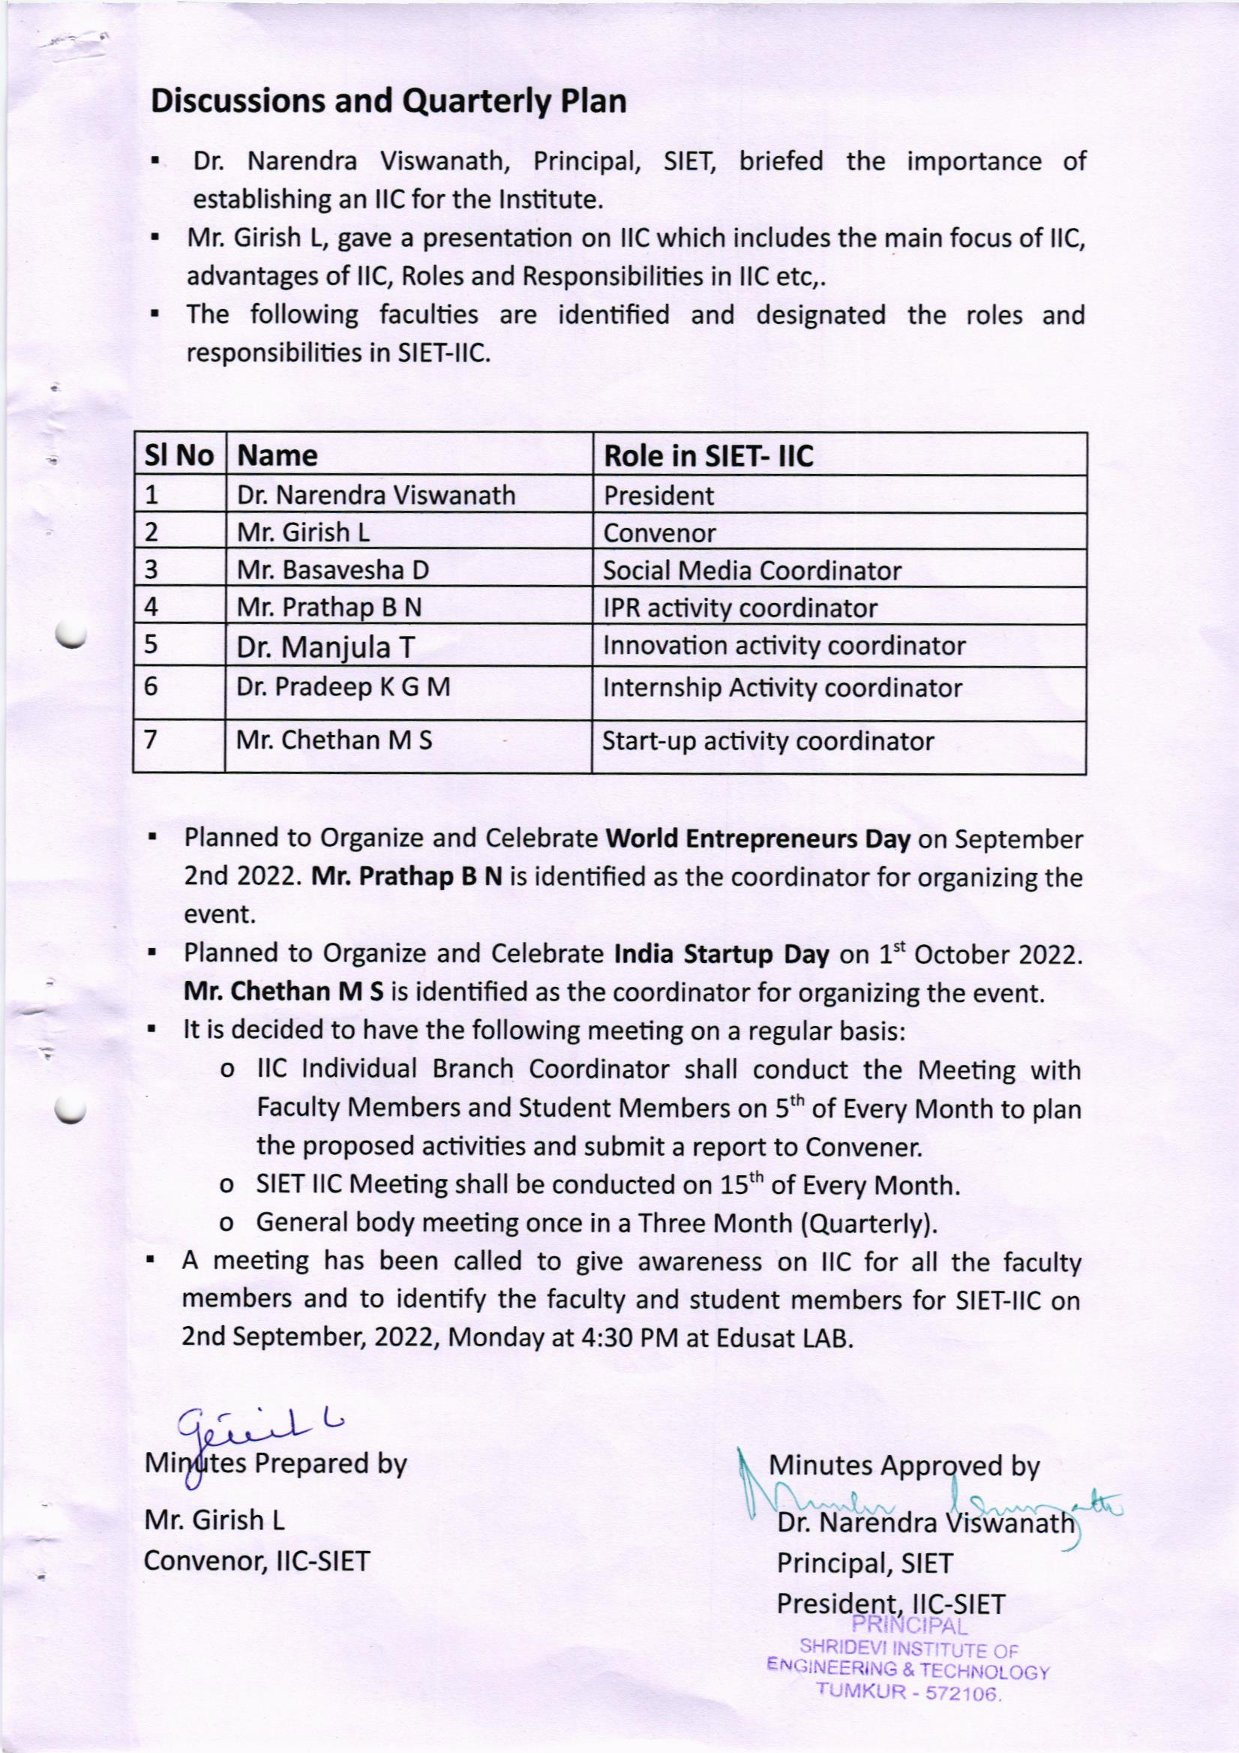 Discussions and Quarterly Plan
▪ Dr. Narendra Viswanath, Principal, SIET, briefed the importance of
establishing an IIC for the Institute.
▪ Mr. Girish L, gave a presentation on IIC which includes the main focus of IIC,
advantages of IIC, Roles and Responsibilities in IIC etc,.
▪ The following faculties are identified and designated the roles and
responsibilities in SIET-IIC.
Sl No Name Role in SIET- IIC
1 Dr. Narendra Viswanath President
2 Mr. Girish L Convenor
3 Mr. Basavesha D Social Media Coordinator
4 Mr. Prathap B N IPR activity coordinator
5 Dr. Manjula T Innovation activity coordinator
6 Dr. Pradeep K G M Internship Activity coordinator
7 Mr. Chethan M S Start-up activity coordinator
▪ Planned to Organize and Celebrate World Entrepreneurs Day on September
2nd 2022. Mr. Prathap B N is identified as the coordinator for organizing the
event.
▪ Planned to Organize and Celebrate India Startup Day on 1st October 2022.
Mr. Chethan M S is identified as the coordinator for organizing the event.
▪ It is decided to have the following meeting on a regular basis:
o IIC Individual Branch Coordinator shall conduct the Meeting with
Faculty Members and Student Members on 5th of Every Month to plan
the proposed activities and submit a report to Convener.
o SIET IIC Meeting shall be conducted on 15th of Every Month.
o General body meeting once in a Three Month (Quarterly).
▪ A meeting has been called to give awareness on IIC for all the faculty
members and to identify the faculty and student members for SIET-IIC on
2nd September, 2022, Monday at 4:30 PM at Edusat LAB.
Girish L
Minutes Prepared by
Mr. Girish L
Convenor, IIC-SIET
Minutes Approved by
Dr. Narendra Viswanath
Principal, SIET
President, IIC-SIET
PRINCIPAL
SHRIDEVI INSTITUTE OF
ENGINEERING & TECHNOLOGY
TUMKUR - 572106.